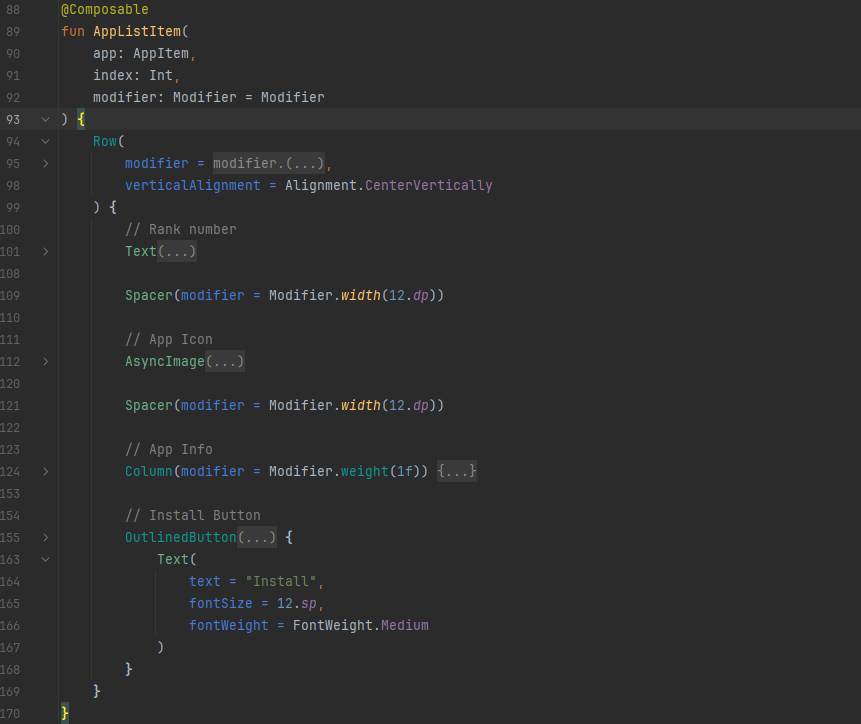 88 @Composable
89 fun AppListItem(
90     app: AppItem,
91     index: Int,
92     modifier: Modifier = Modifier
93 ) {
94     Row(
95         modifier = modifier.(...),
98         verticalAlignment = Alignment.CenterVertically
99     ) {
100         // Rank number
101         Text(...)
108
109         Spacer(modifier = Modifier.width(12.dp))
110
111         // App Icon
112         AsyncImage(...)
120
121         Spacer(modifier = Modifier.width(12.dp))
122
123         // App Info
124         Column(modifier = Modifier.weight(1f)) {...}
153
154         // Install Button
155         OutlinedButton(...) {
163             Text(
164                 text = "Install",
165                 fontSize = 12.sp,
166                 fontWeight = FontWeight.Medium
167             )
168         }
169     }
170 }